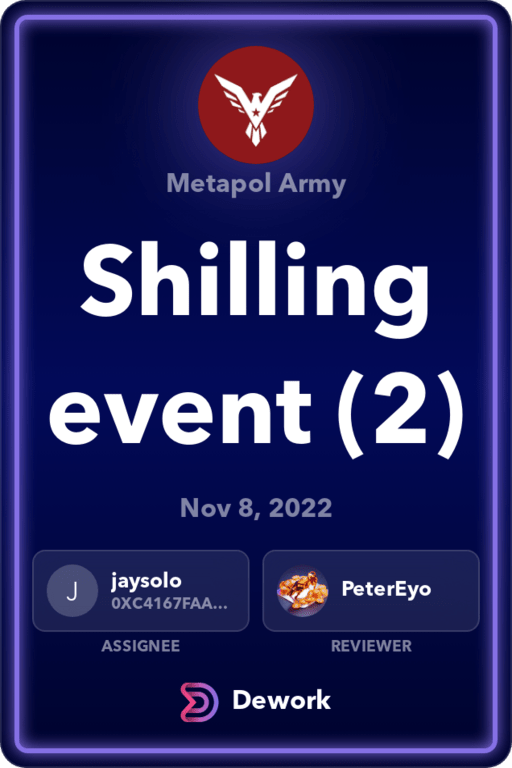 Metapol Army
Shilling
event (2)
Nov 8, 2022
J
jaysolo
0XC4167FAA...
PeterEyo
ASSIGNEE
REVIEWER
Dework